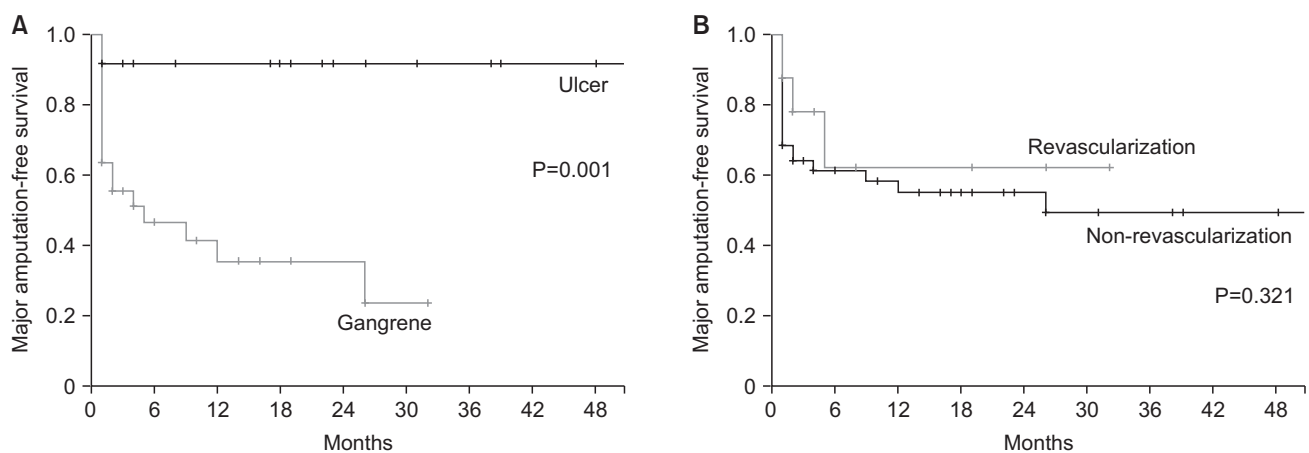 A
Major amputation-free survival
1.0
0.8
0.6
0.4
0.2
0
0 6 12 18 24 30 36 42 48
Months
Ulcer
P=0.001
Gangrene
B
Major amputation-free survival
1.0
0.8
0.6
0.4
0.2
0
0 6 12 18 24 30 36 42 48
Months
Revascularization
Non-revascularization
P=0.321